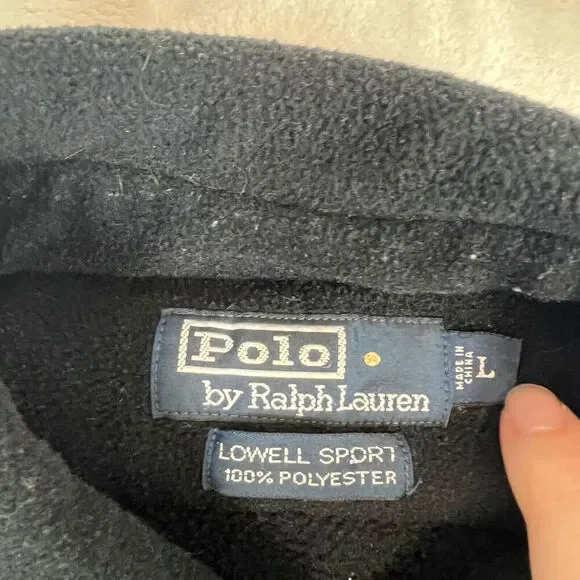 Polo
by Ralph Lauren
MADE IN
CHINA
L
LOWELL SPORT
100% POLYESTER